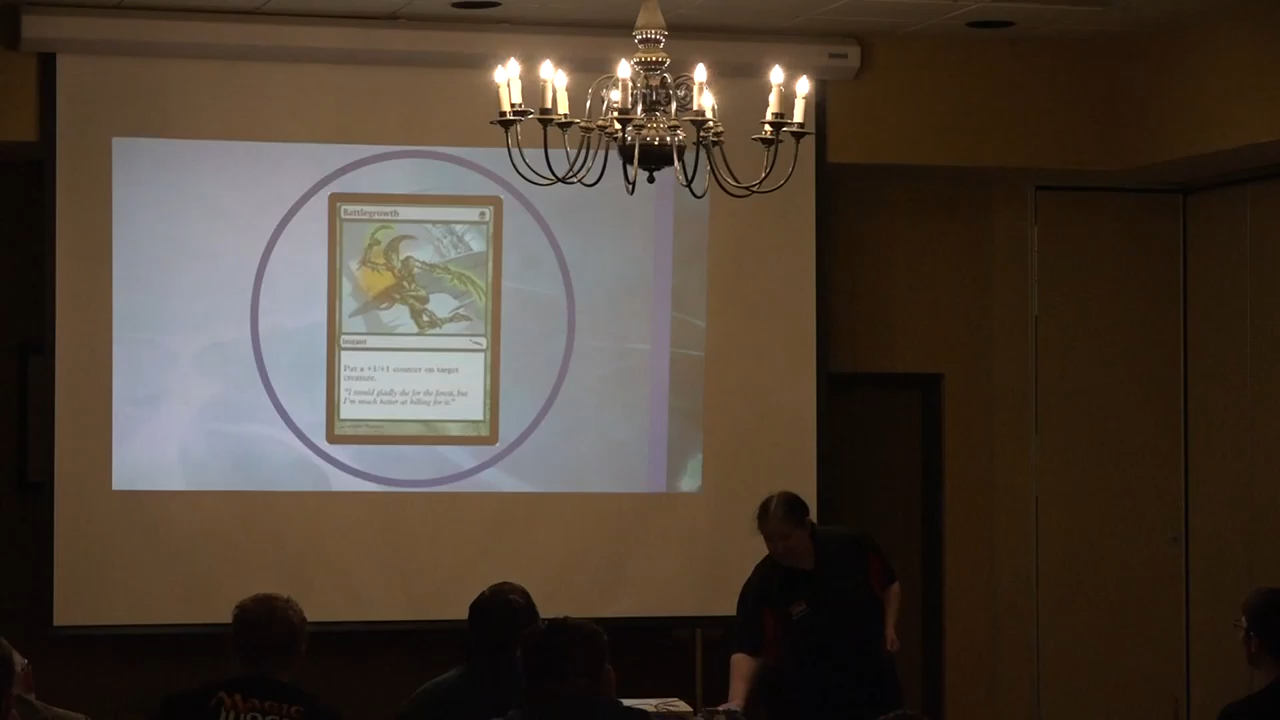 Battlegrowth
Instant
Put a +1/+1 counter on target
creature.
"I would gladly die for the forest, but
I'm much better at killing for it."
MAGIC
JUDGE